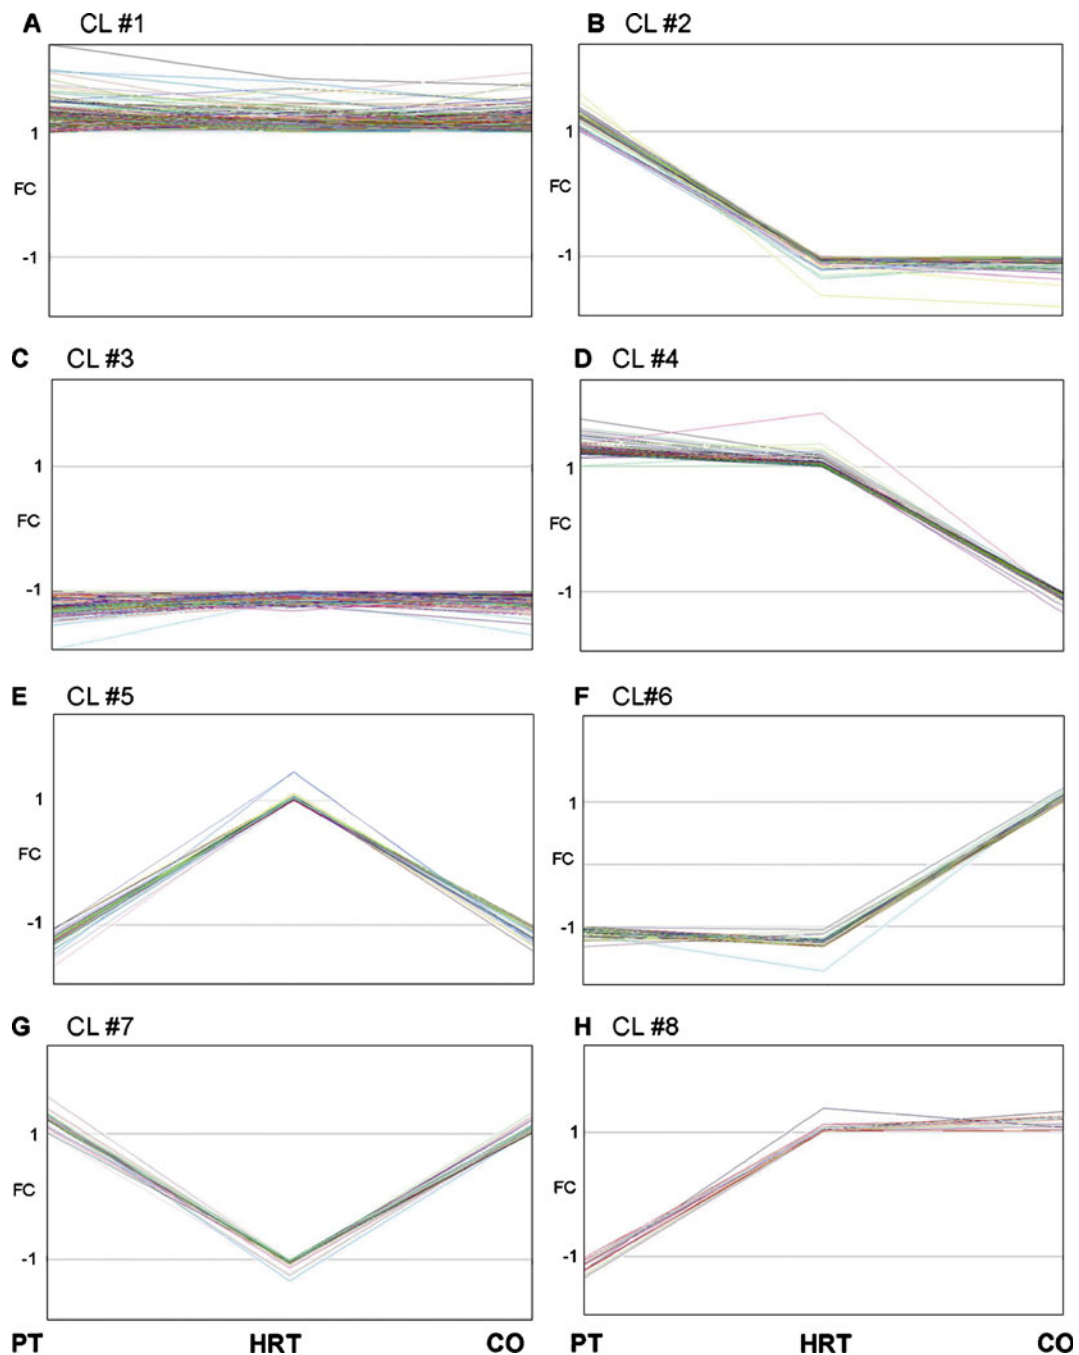 A CL #1
1
FC
-1
B CL #2
1
FC
-1
C CL #3
1
FC
-1
D CL #4
1
FC
-1
E CL #5
1
FC
-1
F CL#6
1
FC
-1
G CL #7
1
FC
-1
PT HRT CO
H CL #8
1
FC
-1
PT HRT CO